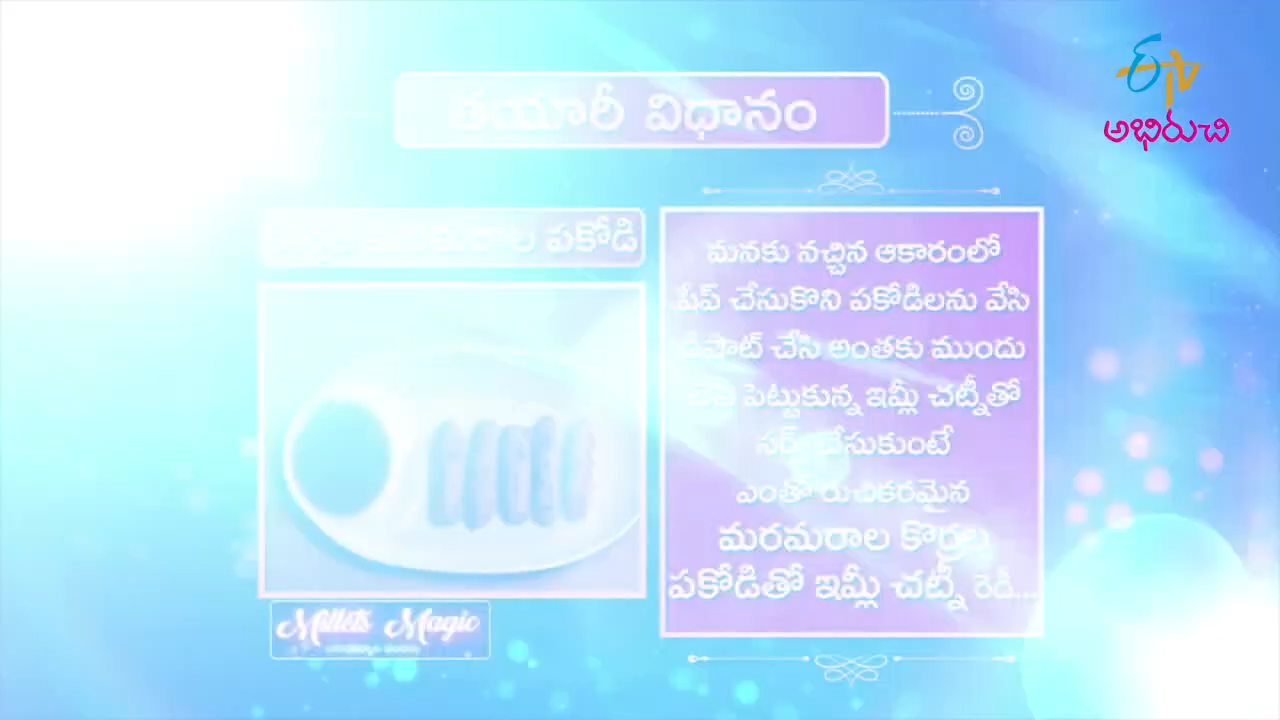 తయారీ విధానం
అభిరుచి
పకోడి
మనకు నచ్చిన ఆకారంలో
షేప్ చేసుకొని పకోడిలను వేసి
చేసి అంతకు ముందు
పెట్టుకున్న ఇమ్లీ చట్నీతో
సర్వ్ చేసుకుంటే
ఎంతో రుచికరమైన
మరమరాల కొర్రల
పకోడితో ఇమ్లీ చట్నీ రెడీ...
Millets Magic